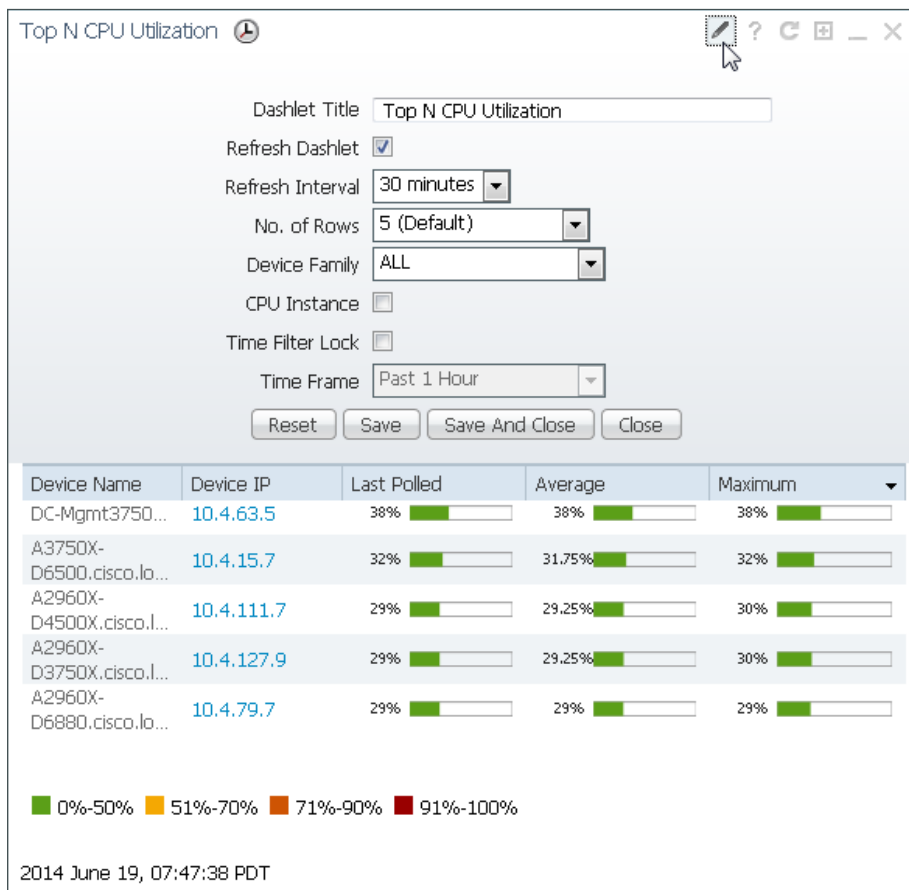 Top N CPU Utilization
?
Dashlet Title Top N CPU Utilization
Refresh Dashlet
Refresh Interval 30 minutes
No. of Rows 5 (Default)
Device Family ALL
CPU Instance
Time Filter Lock
Time Frame Past 1 Hour
Reset Save Save And Close Close
Device Name Device IP Last Polled Average Maximum
DC-Mgmt3750... 10.4.63.5 38% 38% 38%
A3750X-
D6500.cisco.lo... 10.4.15.7 32% 31.75% 32%
A2960X-
D4500X.cisco.l... 10.4.111.7 29% 29.25% 30%
A2960X-
D3750X.cisco.l... 10.4.127.9 29% 29.25% 30%
A2960X-
D6880.cisco.lo... 10.4.79.7 29% 29% 29%
0%-50% 51%-70% 71%-90% 91%-100%
2014 June 19, 07:47:38 PDT